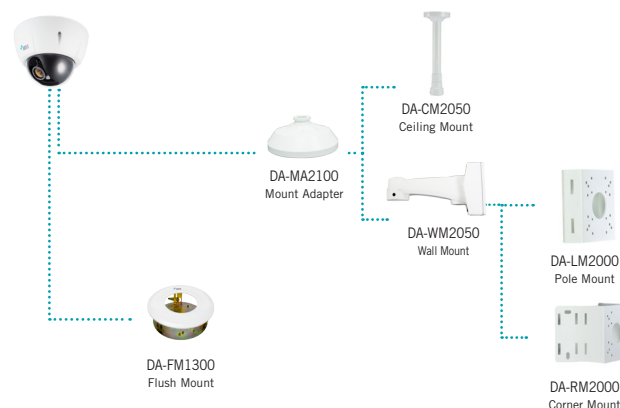 DA-CM2050
Ceiling Mount
DA-MA2100
Mount Adapter
DA-WM2050
Wall Mount
DA-LM2000
Pole Mount
DA-FM1300
Flush Mount
DA-RM2000
Corner Mount